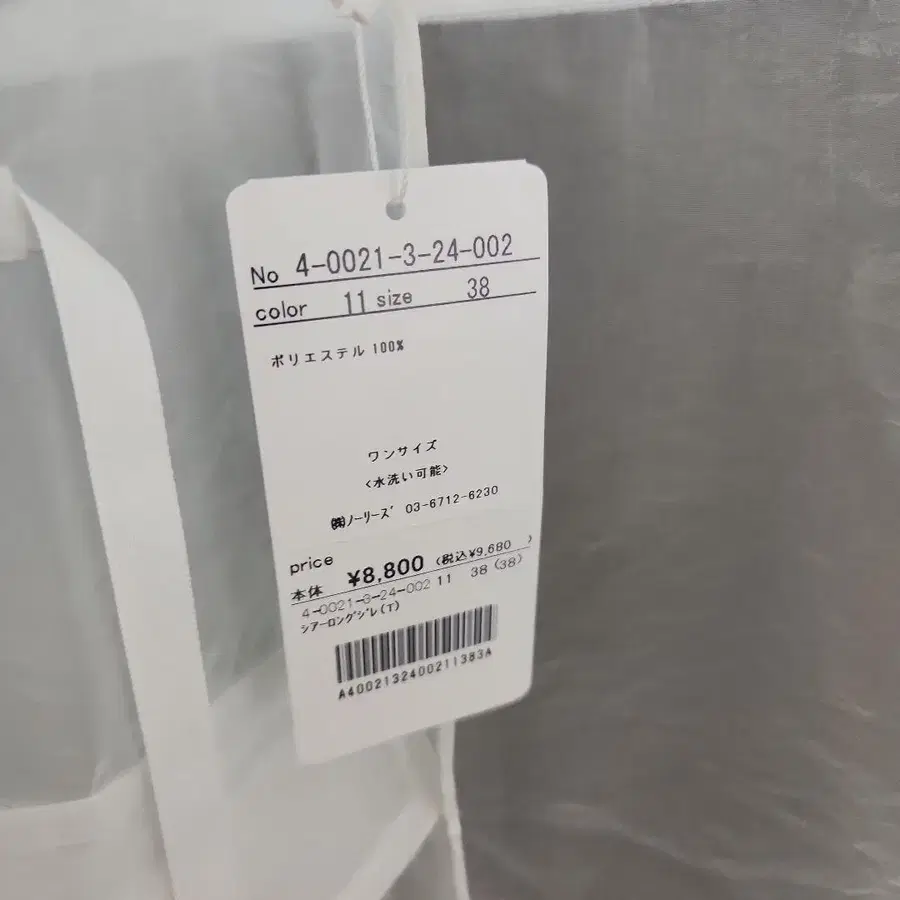 No 4-0021-3-24-002
color 11 size 38
ポリエステル 100%
ワンサイズ
<水洗い可能>
㈱ノーリーズ 03-6712-6230
price
本体 ¥8,800 (税込¥9,680 )
4-0021-3-24-002 11 38 (38)
シアーロングジレ(T)
A4002132400211383A